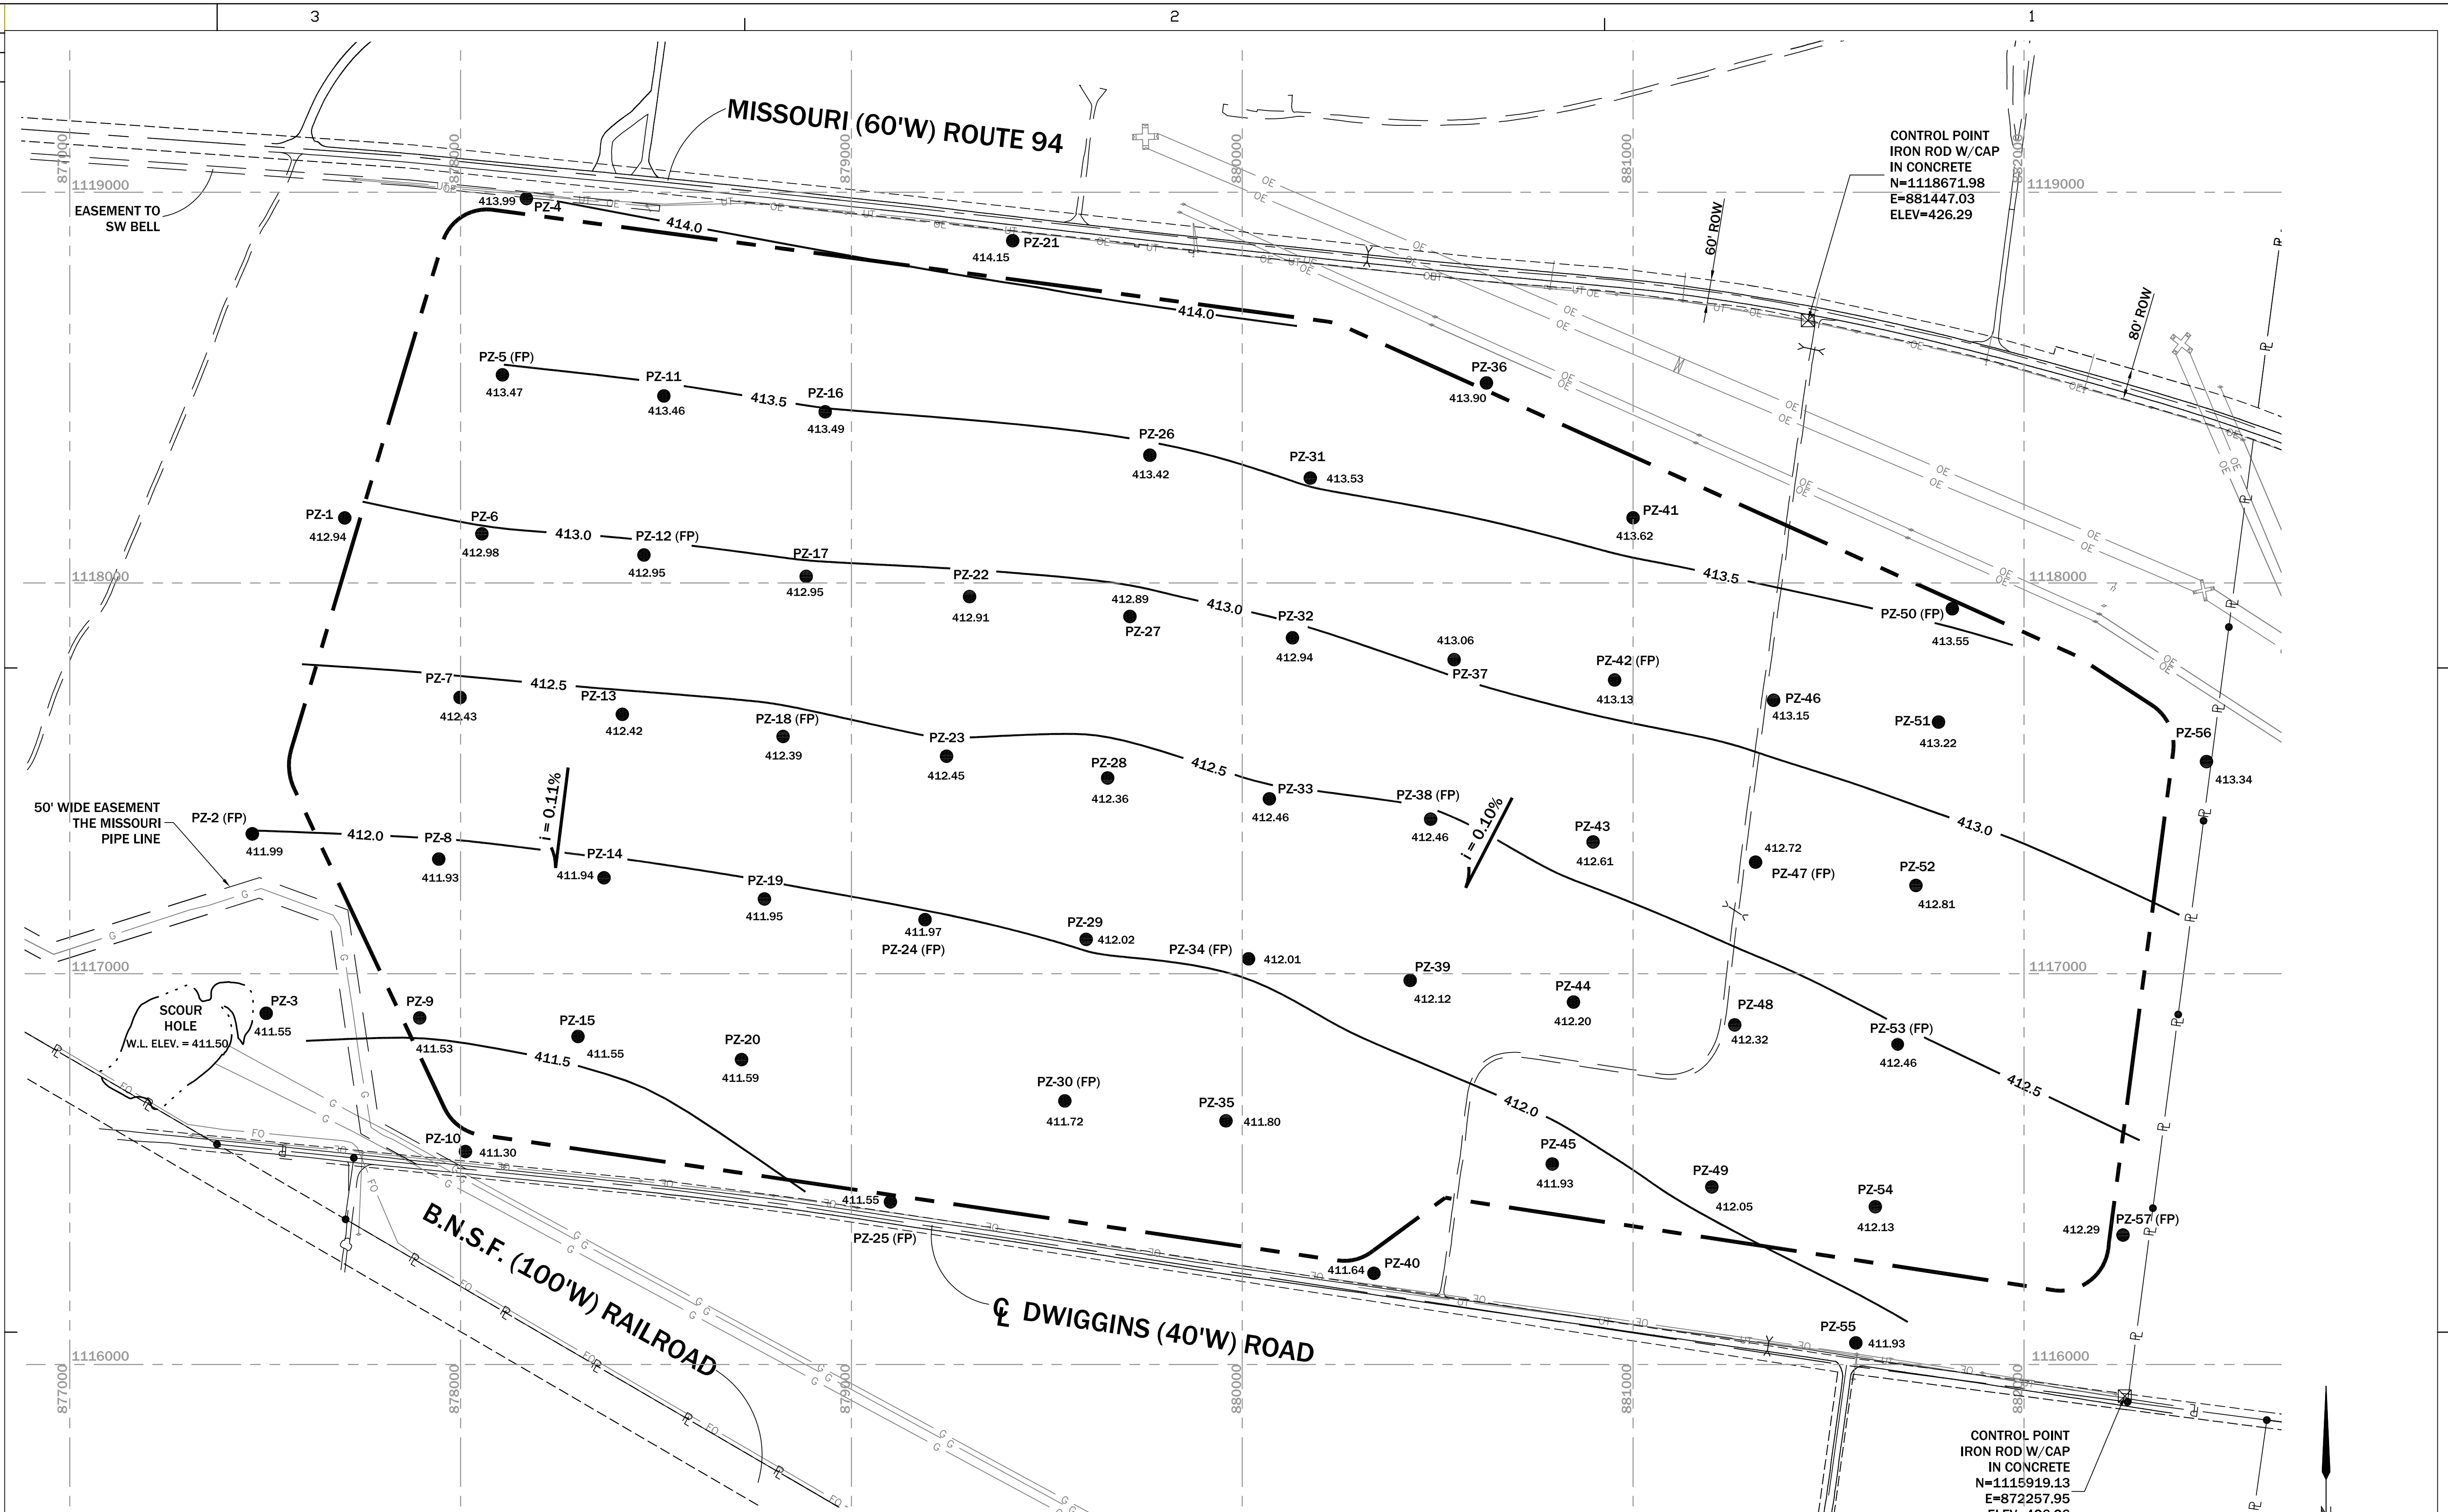 3
2
1
MISSOURI (60'W) ROUTE 94
877000
878000
879000
880000
881000
882000
1119000
1119000
CONTROL POINT
IRON ROD W/CAP
IN CONCRETE
N=1118671.98
E=881447.03
ELEV=426.29
EASEMENT TO
SW BELL
60' ROW
80' ROW
413.99
PZ-4
414.0
PZ-21
414.15
414.0
PZ-5 (FP)
413.47
PZ-11
413.46
413.5
PZ-16
413.49
PZ-36
413.90
PZ-26
413.42
PZ-31
413.53
PZ-1
412.94
PZ-6
412.98
413.0
PZ-12 (FP)
412.95
PZ-17
412.95
PZ-41
413.62
1118000
1118000
PZ-22
412.91
412.89
PZ-27
413.0
PZ-32
412.94
413.5
PZ-50 (FP)
413.55
413.06
PZ-37
PZ-42 (FP)
413.13
PZ-7
412.43
412.5
PZ-13
412.42
PZ-18 (FP)
412.39
PZ-46
413.15
PZ-51
413.22
PZ-23
412.45
PZ-28
412.36
412.5
PZ-33
412.46
PZ-56
413.34
i = 0.11%
i = 0.10%
50' WIDE EASEMENT
THE MISSOURI
PIPE LINE
PZ-2 (FP)
411.99
412.0
PZ-8
411.93
PZ-14
411.94
PZ-38 (FP)
412.46
PZ-43
412.61
413.0
412.72
PZ-47 (FP)
PZ-52
412.81
PZ-19
411.95
411.97
PZ-24 (FP)
PZ-29
412.02
PZ-34 (FP)
412.01
1117000
1117000
PZ-39
412.12
PZ-44
412.20
SCOUR
HOLE
W.L. ELEV. = 411.50
PZ-3
411.55
PZ-9
411.53
PZ-15
411.55
411.5
PZ-20
411.59
PZ-48
412.32
PZ-53 (FP)
412.46
412.5
PZ-30 (FP)
411.72
PZ-35
411.80
412.0
PZ-10
411.30
PZ-45
411.93
PZ-49
412.05
PZ-54
412.13
412.29
PZ-57 (FP)
411.55
PZ-25 (FP)
411.64
PZ-40
B.N.S.F. (100'W) RAILROAD
℄ DWIGGINS (40'W) ROAD
PZ-55
411.93
1116000
1116000
877000
878000
879000
880000
881000
882000
CONTROL POINT
IRON ROD W/CAP
IN CONCRETE
N=1115919.13
E=872257.95